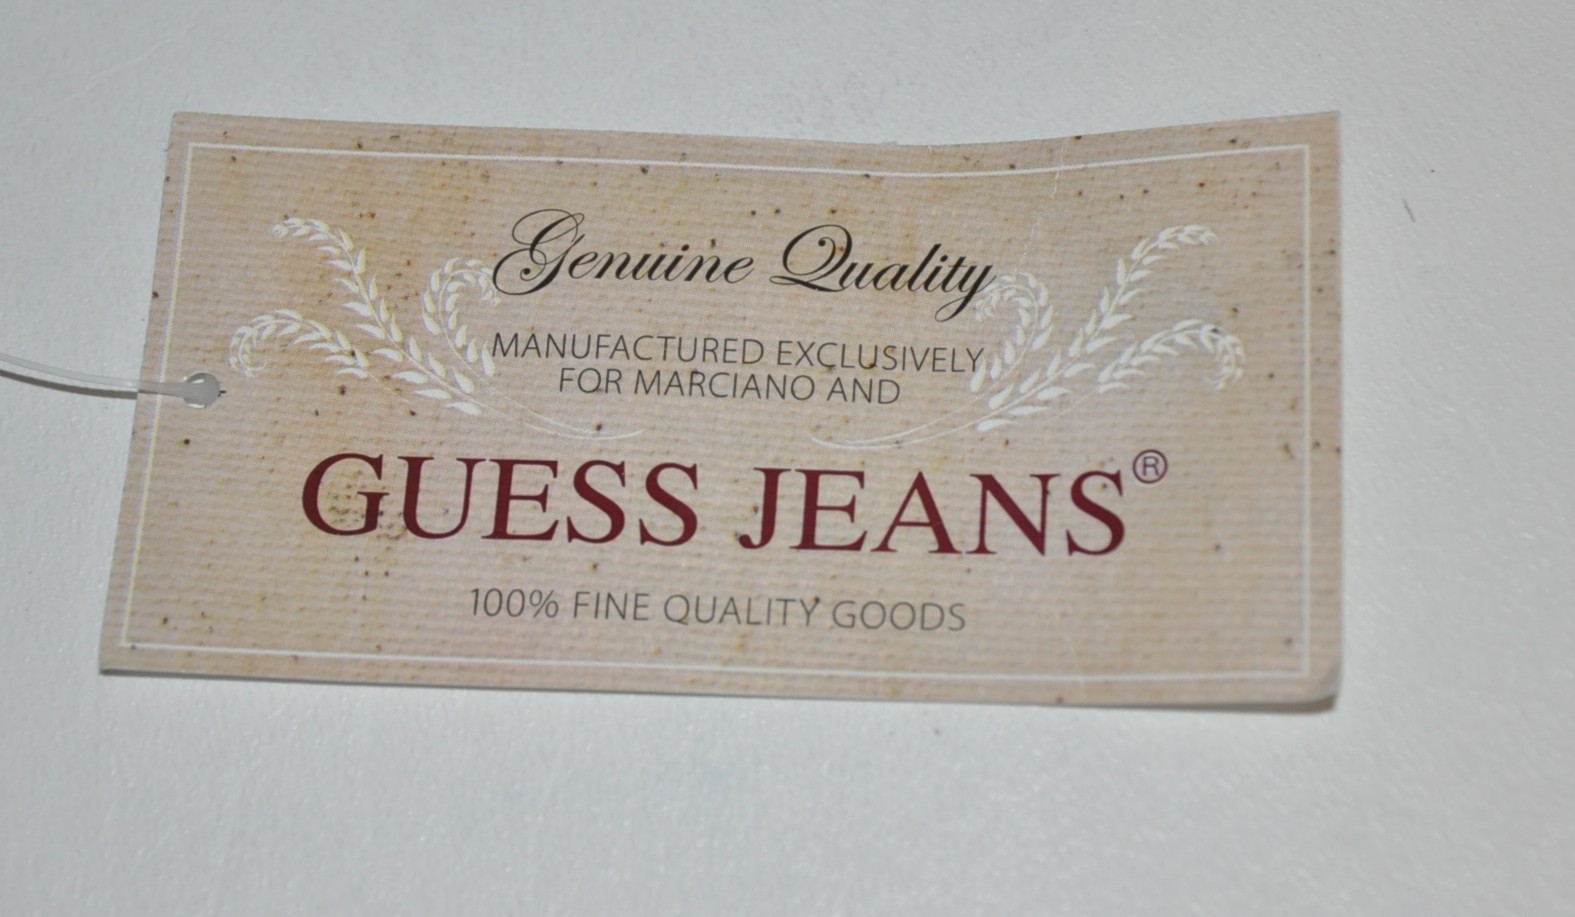 Genuine Quality
MANUFACTURED EXCLUSIVELY
FOR MARCIANO AND
GUESS JEANS®
100% FINE QUALITY GOODS